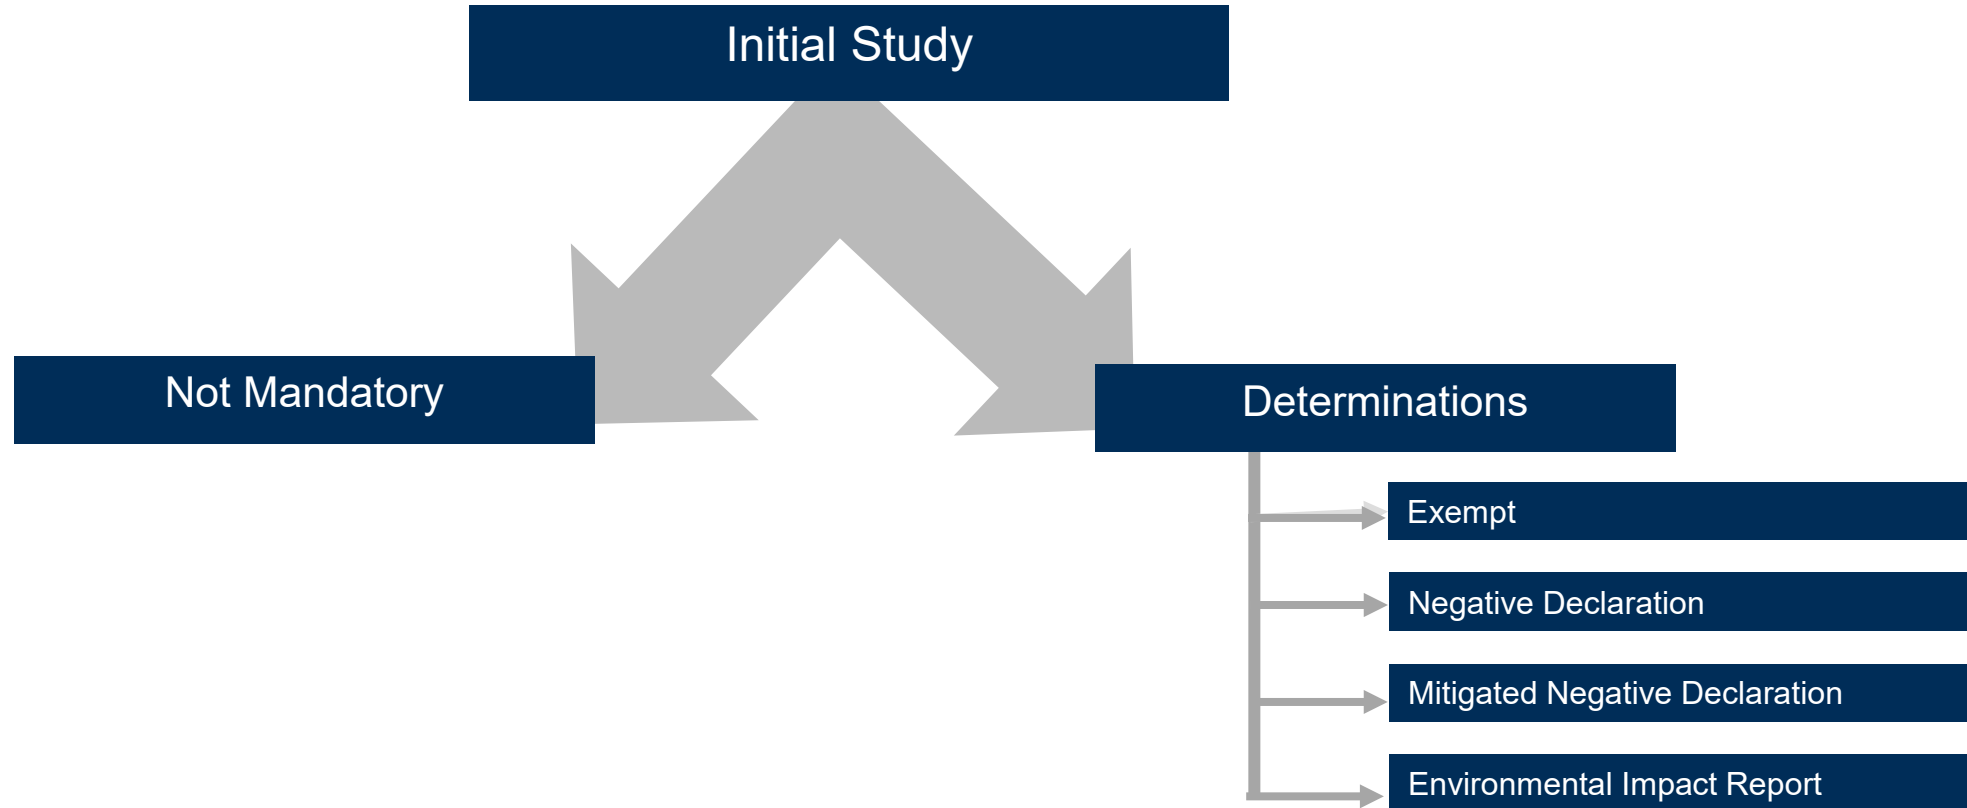 Initial Study
Not Mandatory
Determinations
Exempt
Negative Declaration
Mitigated Negative Declaration
Environmental Impact Report